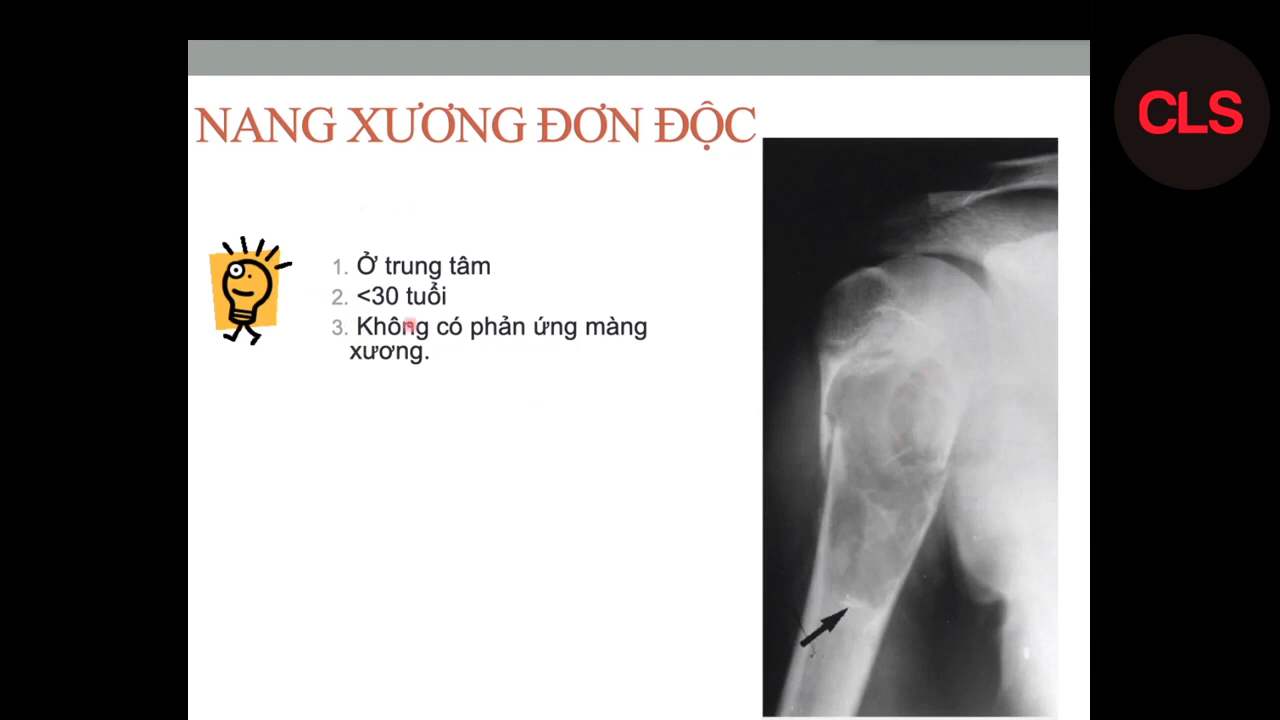 NANG XƯƠNG ĐƠN ĐỘC
CLS
1. Ở trung tâm
2. <30 tuổi
3. Không có phản ứng màng
xương.